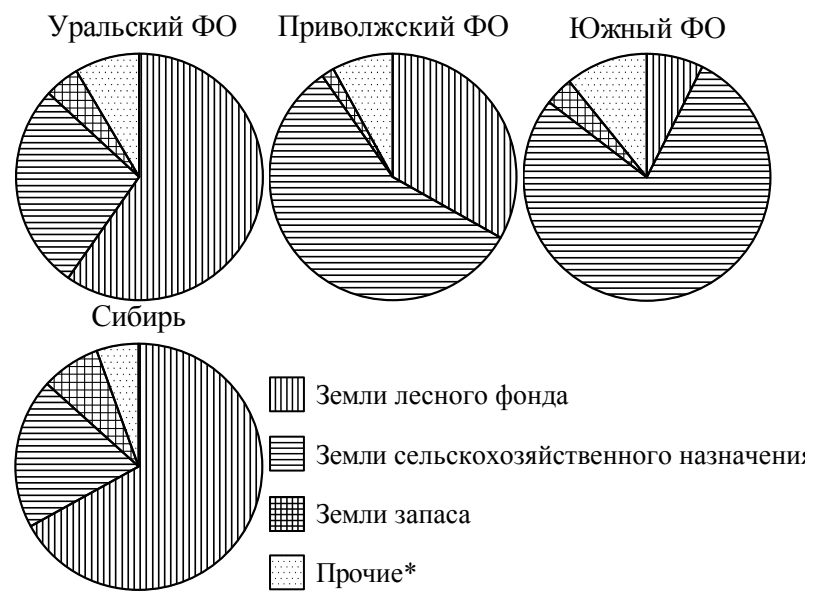 Уральский ФО
Приволжский ФО
Южный ФО
Сибирь
Земли лесного фонда
Земли сельскохозяйственного назначения
Земли запаса
Прочие*